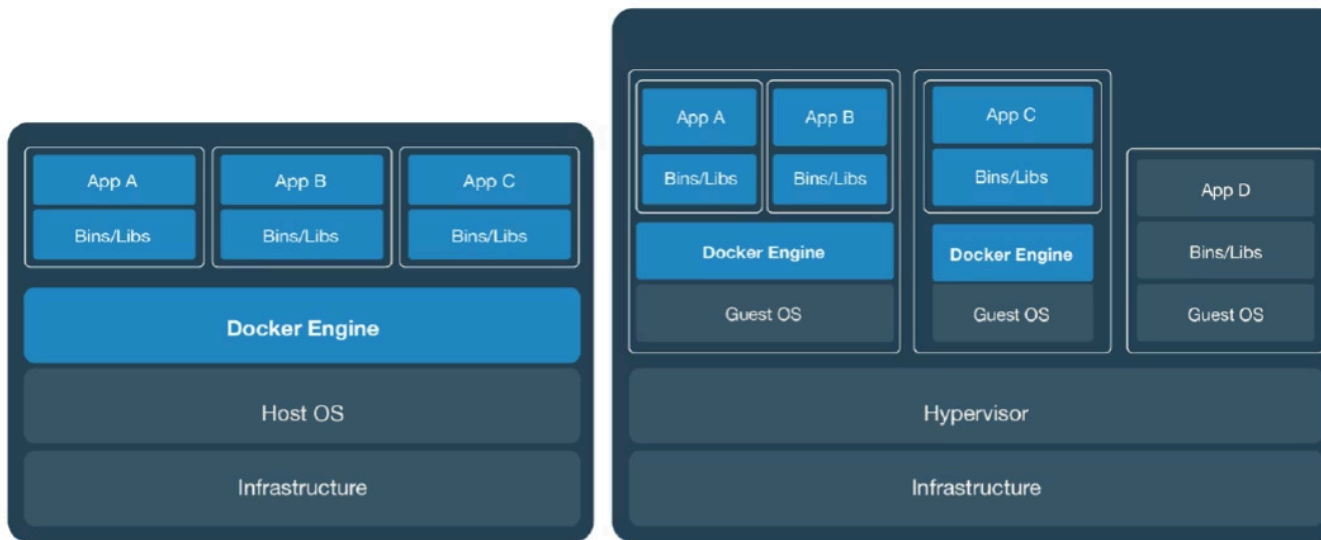 App A
App B
App C
Bins/Libs
Bins/Libs
Bins/Libs
Docker Engine
Host OS
Infrastructure
App A
App B
Bins/Libs
Bins/Libs
Docker Engine
Guest OS
App C
Bins/Libs
Docker Engine
Guest OS
App D
Bins/Libs
Guest OS
Hypervisor
Infrastructure